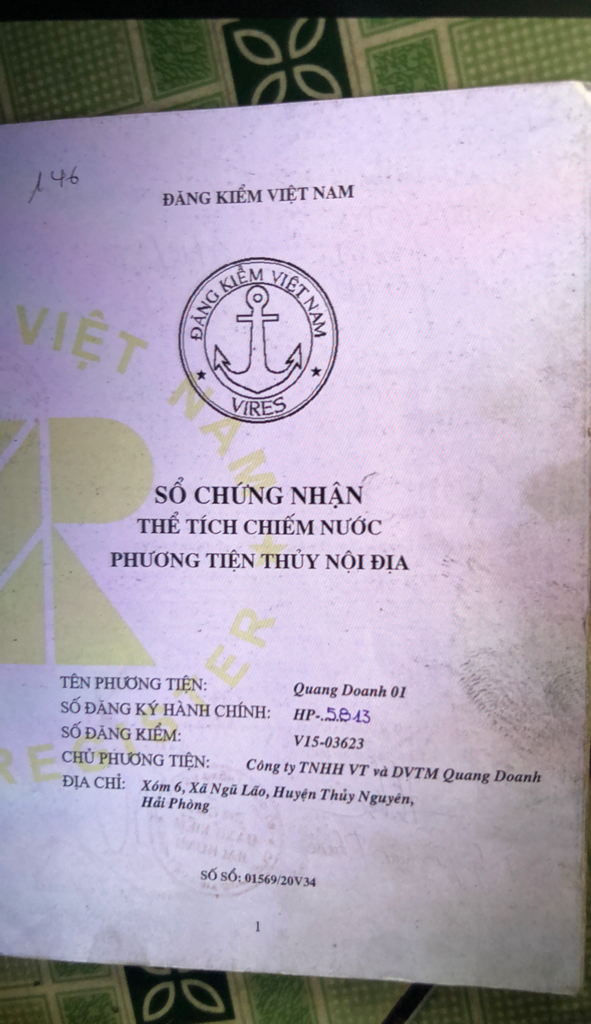 146
ĐĂNG KIỂM VIỆT NAM
ĐĂNG KIỂM VIỆT NAM
VIRES
VIỆT NAM
REGISTER
SỔ CHỨNG NHẬN
THỂ TÍCH CHIẾM NƯỚC
PHƯƠNG TIỆN THỦY NỘI ĐỊA
TÊN PHƯƠNG TIỆN: Quang Doanh 01
SỐ ĐĂNG KÝ HÀNH CHÍNH: HP-.5813
SỐ ĐĂNG KIỂM: V15-03623
CHỦ PHƯƠNG TIỆN: Công ty TNHH VT và DVTM Quang Doanh
ĐỊA CHỈ: Xóm 6, Xã Ngũ Lão, Huyện Thủy Nguyên,
Hải Phòng
SỐ SỔ: 01569/20V34
1